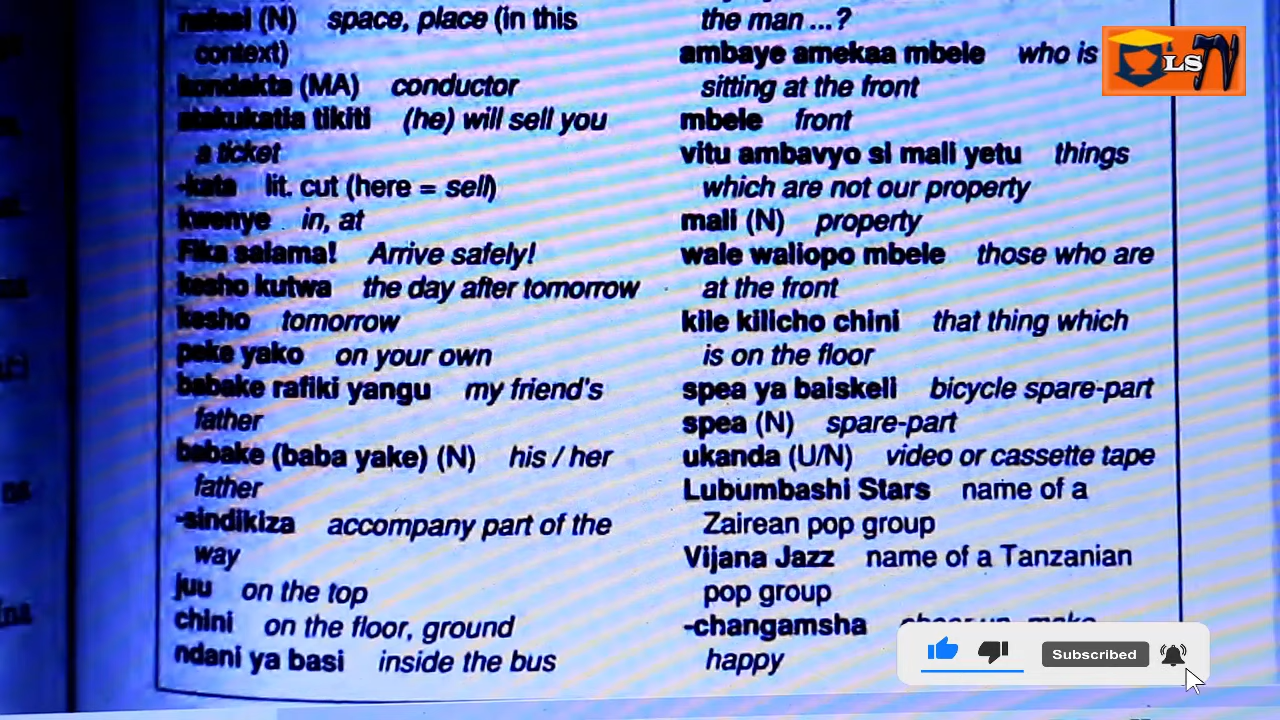 nafasi (N) space, place (in this
context)
kondakta (MA) conductor
atakukatia tikiti (he) will sell you
a ticket
-kata lit. cut (here = sell)
kwenye in, at
Fika salama! Arrive safely!
kesho kutwa the day after tomorrow
kesho tomorrow
peke yako on your own
babake rafiki yangu my friend's
father
babake (baba yake) (N) his / her
father
-sindikiza accompany part of the
way
juu on the top
chini on the floor, ground
ndani ya basi inside the bus
the man ...?
ambaye amekaa mbele who is
sitting at the front
mbele front
vitu ambavyo si mali yetu things
which are not our property
mali (N) property
wale waliopo mbele those who are
at the front
kile kilicho chini that thing which
is on the floor
spea ya baiskeli bicycle spare-part
spea (N) spare-part
ukanda (U/N) video or cassette tape
Lubumbashi Stars name of a
Zairean pop group
Vijana Jazz name of a Tanzanian
pop group
-changamsha cheer up, make
happy
LSN
Subscribed